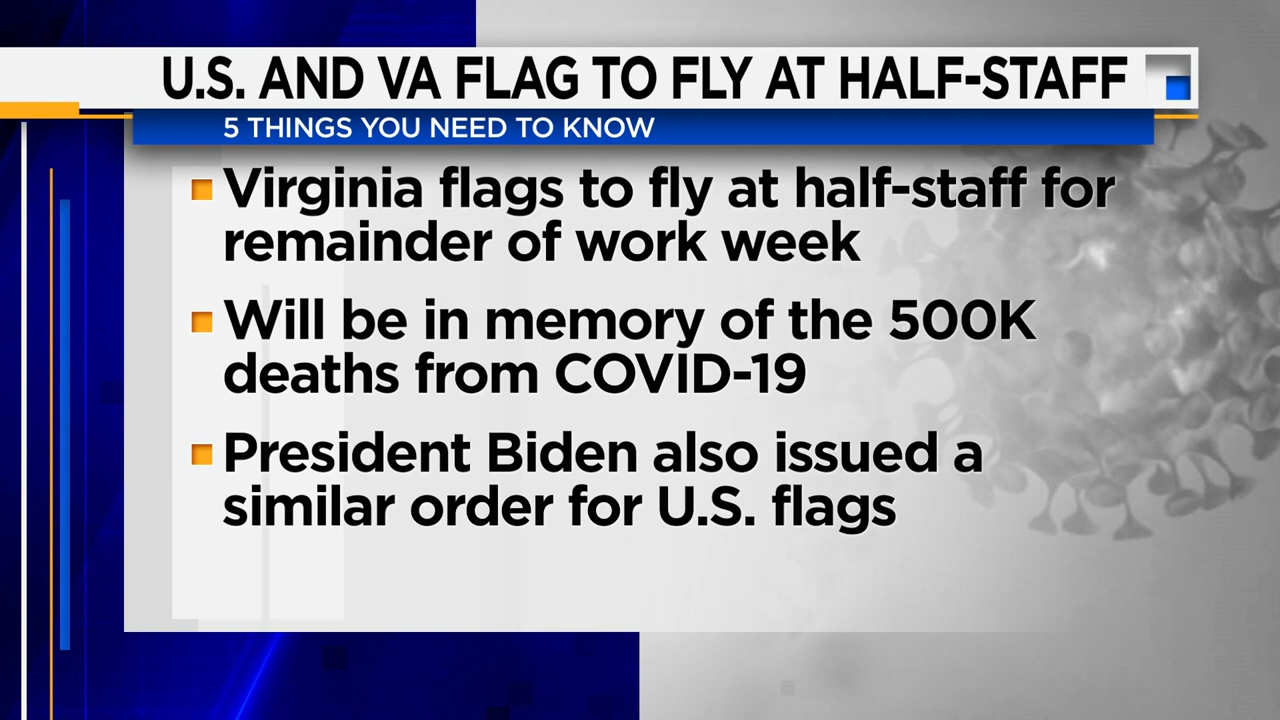 U.S. AND VA FLAG TO FLY AT HALF-STAFF
5 THINGS YOU NEED TO KNOW
Virginia flags to fly at half-staff for
remainder of work week
Will be in memory of the 500K
deaths from COVID-19
President Biden also issued a
similar order for U.S. flags